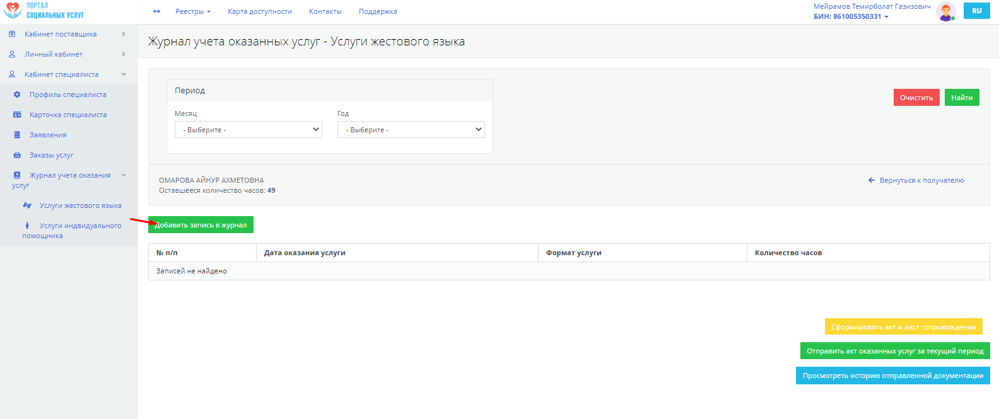 ПОРТАЛ
СОЦИАЛЬНЫХ УСЛУГ
Реестры
Карта доступности
Контакты
Поддержка
Мейрамов Темирболат Газизович
БИН: 861005350331
RU
Кабинет поставщика
Личный кабинет
Кабинет специалиста
Профиль специалиста
Карточка специалиста
Заявления
Заказы услуг
Журнал учета оказания
услуг
Услуги жестового языка
Услуги индвидуального
помощника
Журнал учета оказанных услуг - Услуги жестового языка
Период
Месяц
Год
- Выберите -
- Выберите -
Очистить
Найти
ОМАРОВА АЙНУР АХМЕТОВНА
Оставшееся количество часов: 49
Вернуться к получателю
Добавить запись в журнал
№ п/п
Дата оказания услуги
Формат услуги
Количество часов
Записей не найдено
Сформировать акт и лист сопровождения
Отправить акт оказанных услуг за текущий период
Просмотреть историю отправленной документации